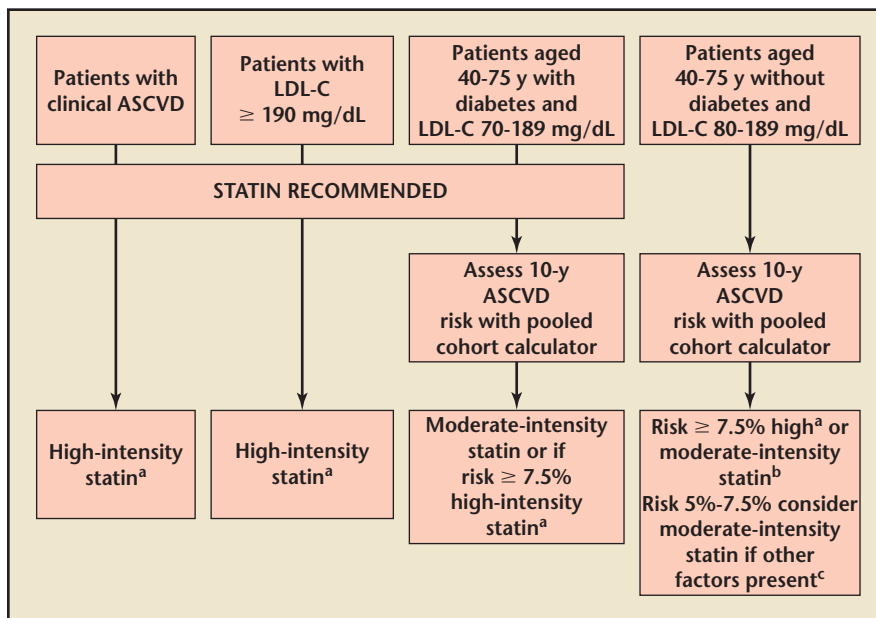 Patients with
clinical ASCVD
Patients with
LDL-C
≥ 190 mg/dL
Patients aged
40-75 y with
diabetes and
LDL-C 70-189 mg/dL
Patients aged
40-75 y without
diabetes and
LDL-C 80-189 mg/dL
STATIN RECOMMENDED
Assess 10-y
ASCVD
risk with pooled
cohort calculator
Assess 10-y
ASCVD
risk with pooled
cohort calculator
High-intensity
statinᵃ
High-intensity
statinᵃ
Moderate-intensity
statin or if
risk ≥ 7.5%
high-intensity
statinᵃ
Risk ≥ 7.5% highᵃ or
moderate-intensity
statinᵇ
Risk 5%-7.5% consider
moderate-intensity
statin if other
factors presentᶜ